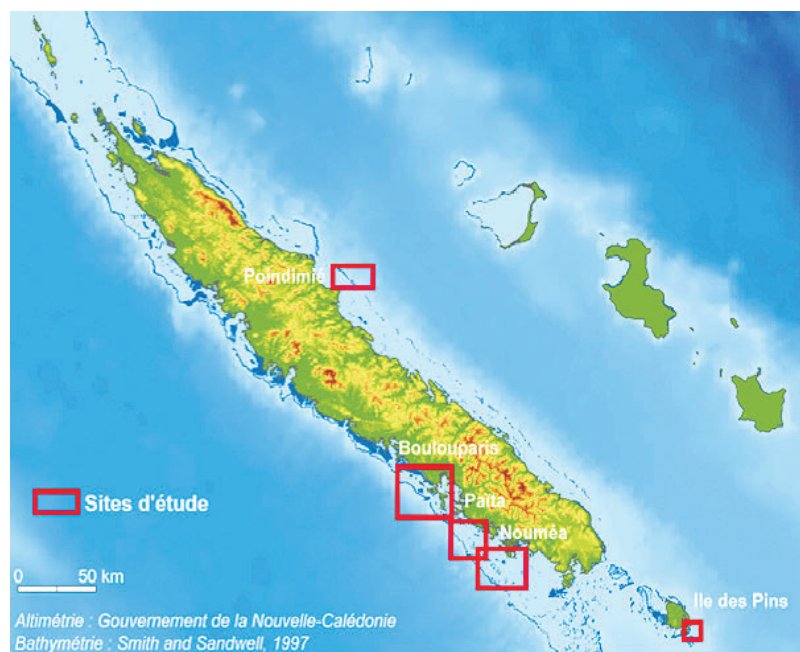 Poindimié
Boulouparis
Païta
Nouméa
Sites d'étude
0 50 km
Ile des Pins
Altimétrie : Gouvernement de la Nouvelle-Calédonie
Bathymétrie : Smith and Sandwell, 1997